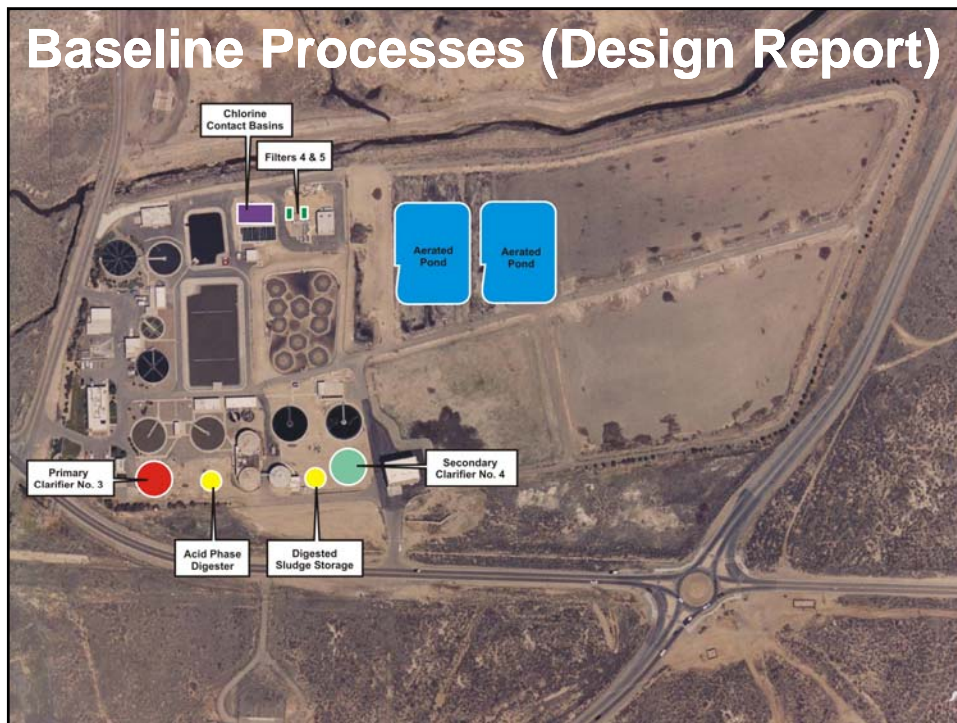 Baseline Processes (Design Report)
Chlorine
Contact Basins
Filters 4 & 5
Aerated
Pond
Aerated
Pond
Primary
Clarifier No. 3
Secondary
Clarifier No. 4
Acid Phase
Digester
Digested
Sludge Storage